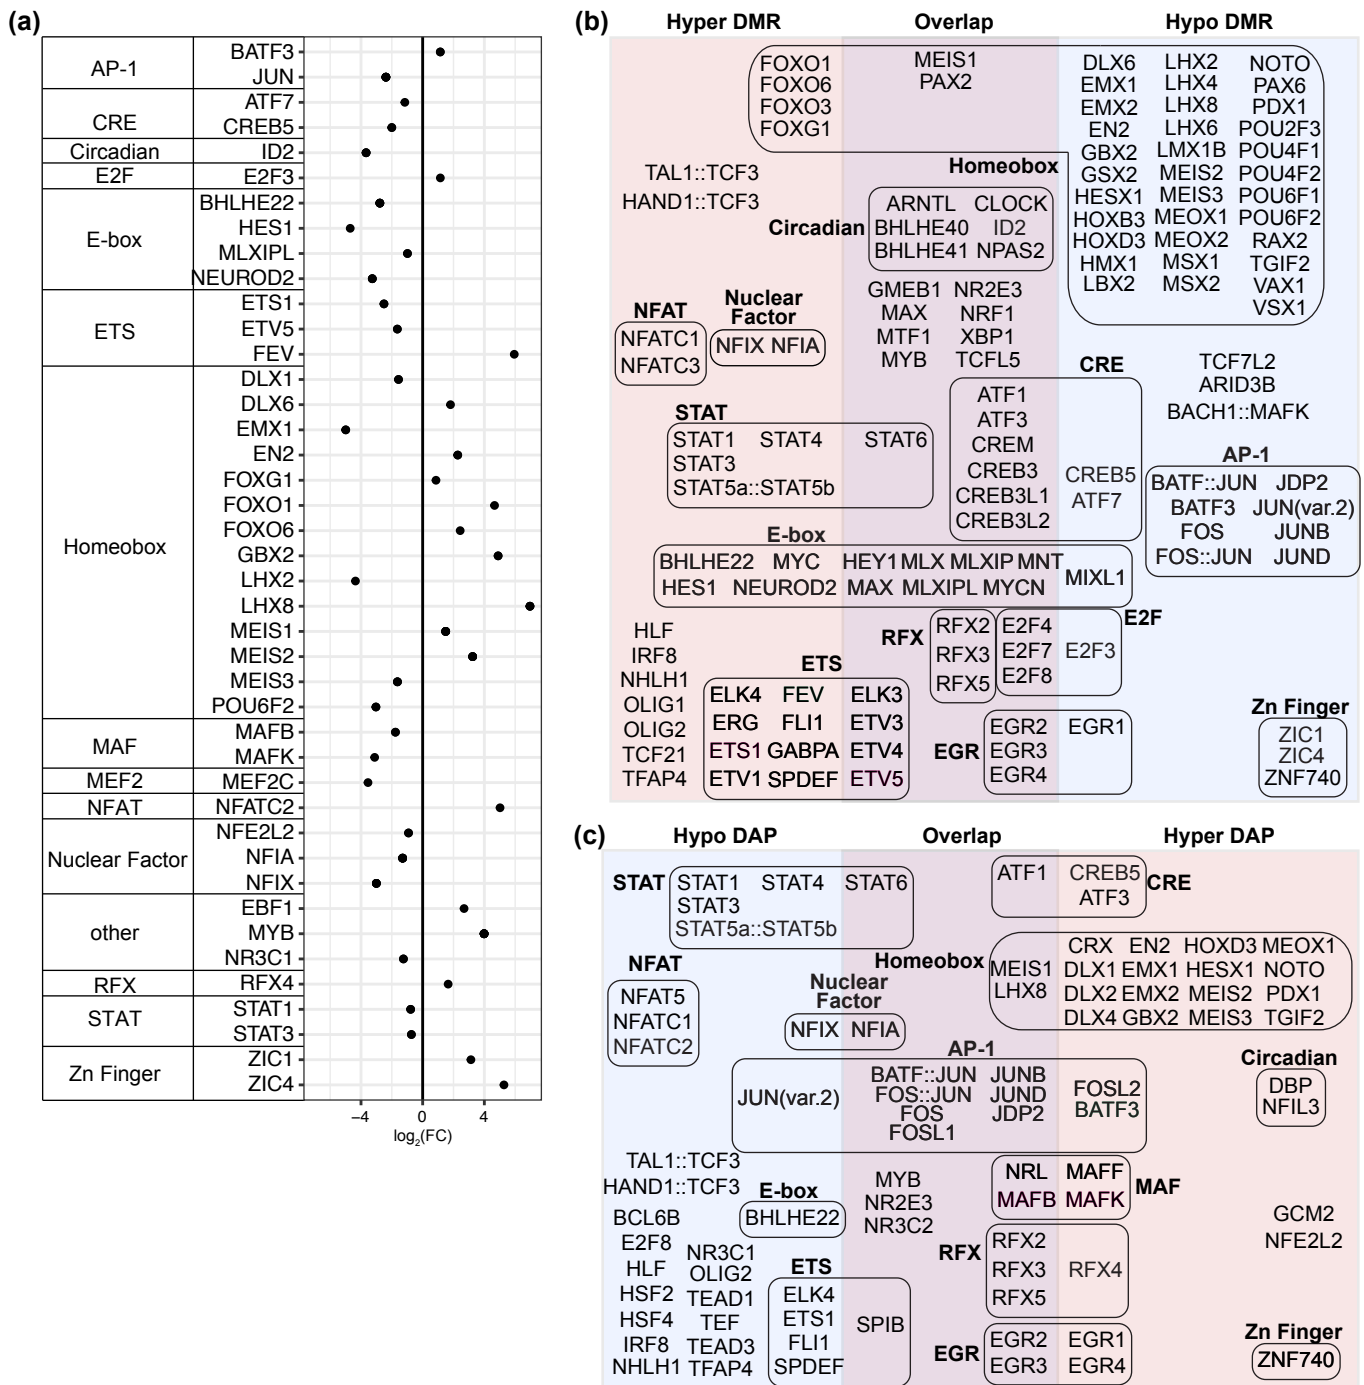 (a)
AP-1
BATF3
JUN
CRE
ATF7
CREB5
Circadian
ID2
E2F
E2F3
E-box
BHLHE22
HES1
MLXIPL
NEUROD2
ETS
ETS1
ETV5
FEV
Homeobox
DLX1
DLX6
EMX1
EN2
FOXG1
FOXO1
FOXO6
GBX2
LHX2
LHX8
MEIS1
MEIS2
MEIS3
POU6F2
MAF
MAFB
MAFK
MEF2
MEF2C
NFAT
NFATC2
Nuclear Factor
NFE2L2
NFIA
NFIX
other
EBF1
MYB
NR3C1
RFX
RFX4
STAT
STAT1
STAT3
Zn Finger
ZIC1
ZIC4
−4 0 4
log2(FC)
(b)
Hyper DMR Overlap Hypo DMR
FOXO1
FOXO6
FOXO3
FOXG1
MEIS1
PAX2
DLX6 LHX2 NOTO
EMX1 LHX4 PAX6
EMX2 LHX8 PDX1
EN2 LHX6 POU2F3
GBX2 LMX1B POU4F1
GSX2 MEIS2 POU4F2
HESX1 MEIS3 POU6F1
HOXB3 MEOX1 POU6F2
HOXD3 MEOX2 RAX2
HMX1 MSX1 TGIF2
LBX2 MSX2 VAX1
VSX1
Homeobox
TAL1::TCF3
HAND1::TCF3
Circadian
ARNTL CLOCK
BHLHE40 ID2
BHLHE41 NPAS2
GMEB1 NR2E3
MAX NRF1
MTF1 XBP1
MYB TCFL5
NFAT
NFATC1
NFATC3
Nuclear
Factor
NFIX NFIA
CRE
ATF1
ATF3
CREM
CREB3
CREB3L1
CREB3L2
CREB5
ATF7
TCF7L2
ARID3B
BACH1::MAFK
STAT
STAT1 STAT4 STAT6
STAT3
STAT5a::STAT5b
AP-1
BATF::JUN JDP2
BATF3 JUN(var.2)
FOS JUNB
FOS::JUN JUND
E-box
BHLHE22 MYC HEY1 MLX MLXIP MNT
HES1 NEUROD2 MAX MLXIPL MYCN
MIXL1
HLF
IRF8
NHLH1
OLIG1
OLIG2
TCF21
TFAP4
RFX
RFX2
RFX3
RFX5
E2F
E2F4
E2F7
E2F8
E2F3
ETS
ELK4 FEV ELK3
ERG FLI1 ETV3
ETS1 GABPA ETV4
ETV1 SPDEF ETV5
EGR
EGR2 EGR1
EGR3
EGR4
Zn Finger
ZIC1
ZIC4
ZNF740
(c)
Hypo DAP Overlap Hyper DAP
STAT
STAT1 STAT4 STAT6
STAT3
STAT5a::STAT5b
ATF1 CREB5
ATF3
CRE
NFAT
NFAT5
NFATC1
NFATC2
Nuclear
Factor
NFIX NFIA
Homeobox
MEIS1
LHX8
CRX EN2 HOXD3 MEOX1
DLX1 EMX1 HESX1 NOTO
DLX2 EMX2 MEIS2 PDX1
DLX4 GBX2 MEIS3 TGIF2
AP-1
JUN(var.2)
BATF::JUN JUNB
FOS::JUN JUND
FOS JDP2
FOSL1
FOSL2
BATF3
Circadian
DBP
NFIL3
TAL1::TCF3
HAND1::TCF3
BCL6B
E2F8
HLF
HSF2
HSF4
IRF8
NHLH1
NR3C1
OLIG2
TEAD1
TEF
TEAD3
TFAP4
E-box
BHLHE22
MYB
NR2E3
NR3C2
NRL MAFF
MAFB MAFK
MAF
GCM2
NFE2L2
RFX
RFX2
RFX3
RFX5
RFX4
ETS
ELK4
ETS1
FLI1
SPDEF
SPIB
EGR
EGR2 EGR1
EGR3 EGR4
Zn Finger
ZNF740